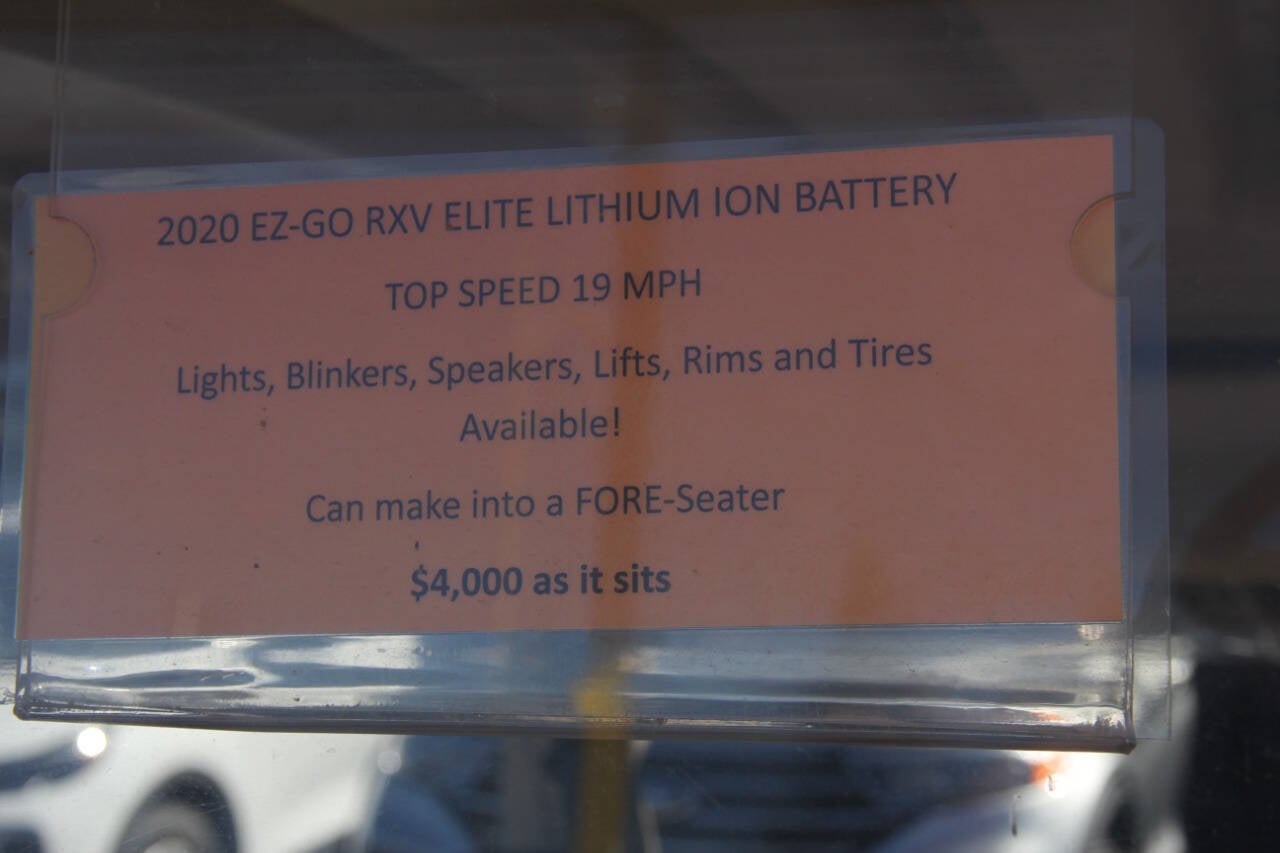 2020 EZ-GO RXV ELITE LITHIUM ION BATTERY
TOP SPEED 19 MPH
Lights, Blinkers, Speakers, Lifts, Rims and Tires
Available!
Can make into a FORE-Seater
$4,000 as it sits